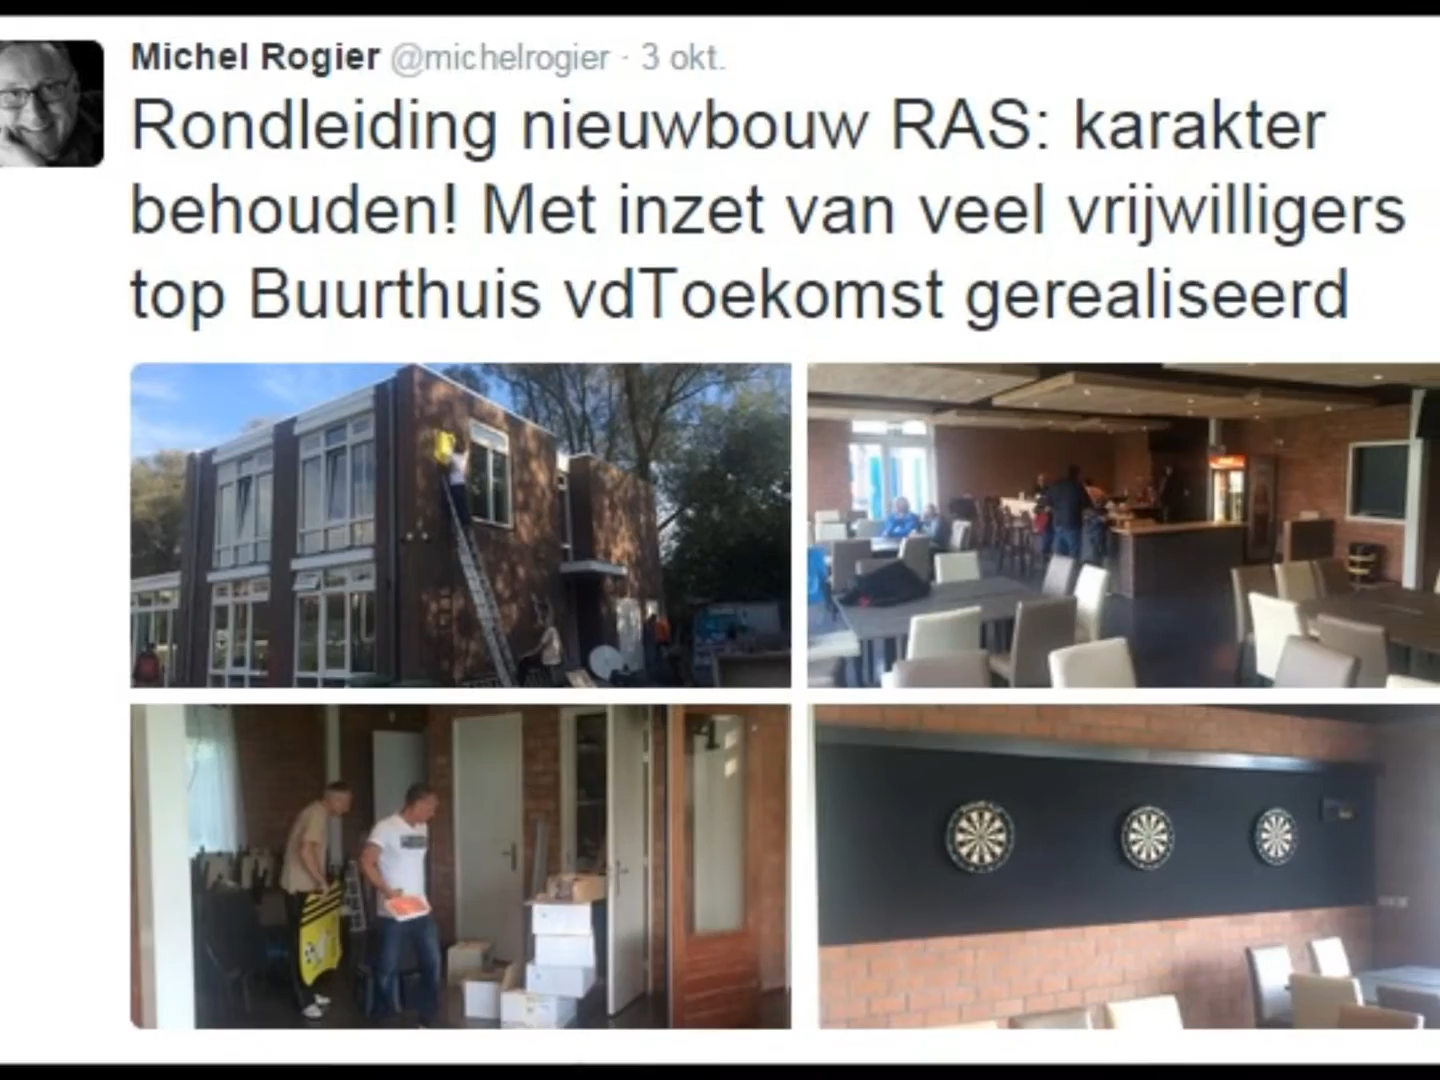 Michel Rogier @michelrogier · 3 okt.
Rondleiding nieuwbouw RAS: karakter
behouden! Met inzet van veel vrijwilligers
top Buurthuis vdToekomst gerealiseerd